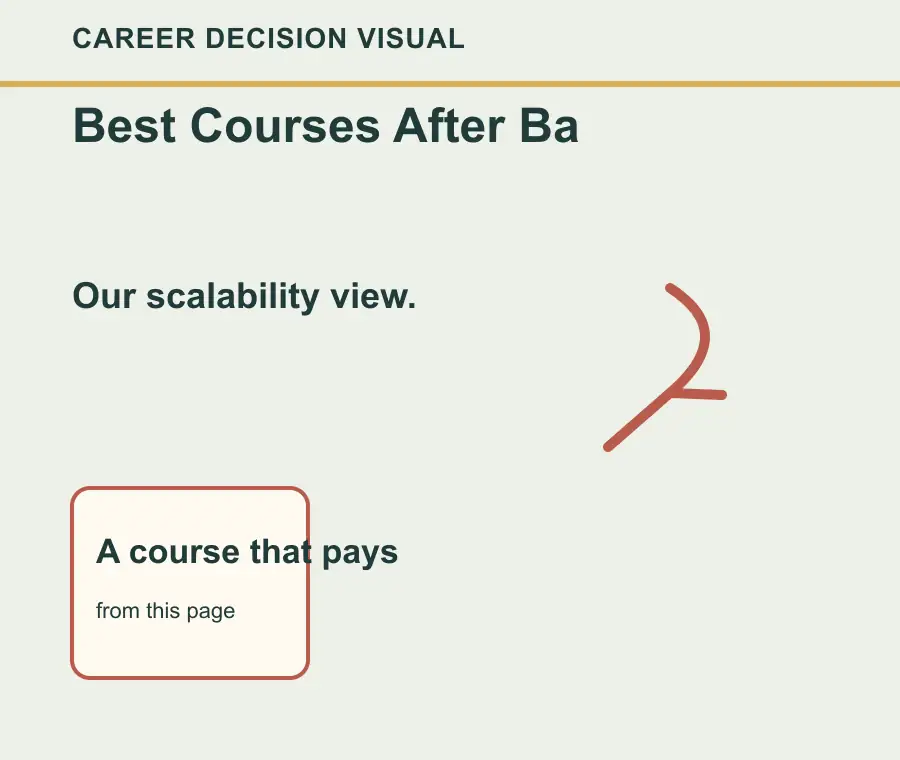 CAREER DECISION VISUAL
Best Courses After Ba
Our scalability view.
A course that pays
from this page